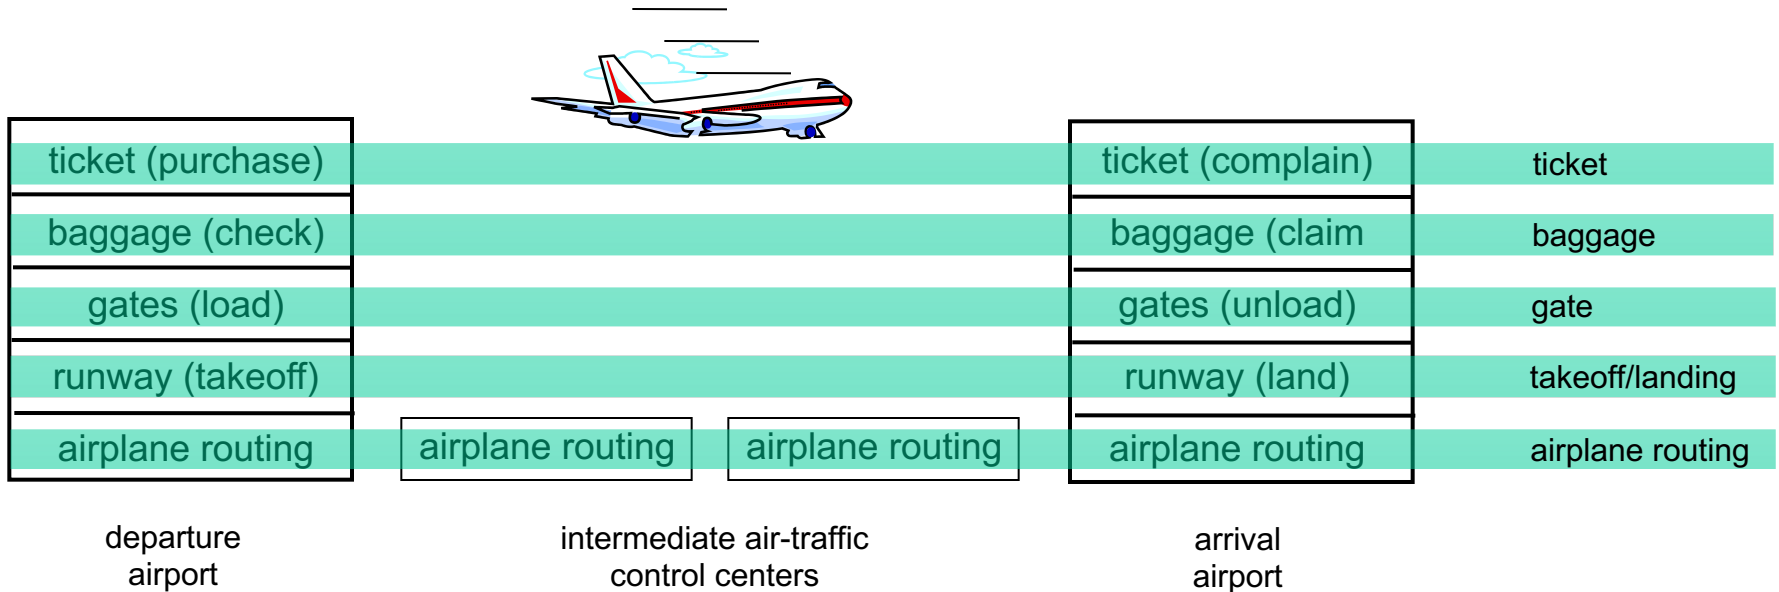 ticket (purchase) ticket (complain) ticket
baggage (check) baggage (claim baggage
gates (load) gates (unload) gate
runway (takeoff) runway (land) takeoff/landing
airplane routing airplane routing airplane routing airplane routing airplane routing
departure
airport
intermediate air-traffic
control centers
arrival
airport